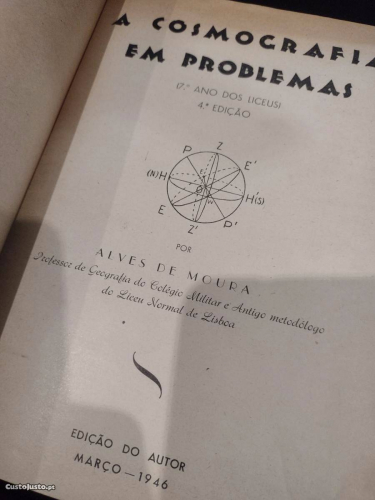 A COSMOGRAFIA
EM PROBLEMAS
(7.º ANO DOS LICEUS)
4.ª EDIÇÃO
Z
P
E'
(N)H
H'(S)
E
P'
Z'
POR
ALVES DE MOURA
Professor de Geografia do Colégio Militar e Antigo metodólogo
do Liceu Normal de Lisboa
EDIÇÃO DO AUTOR
MARÇO—1946
CustoJusto.pt